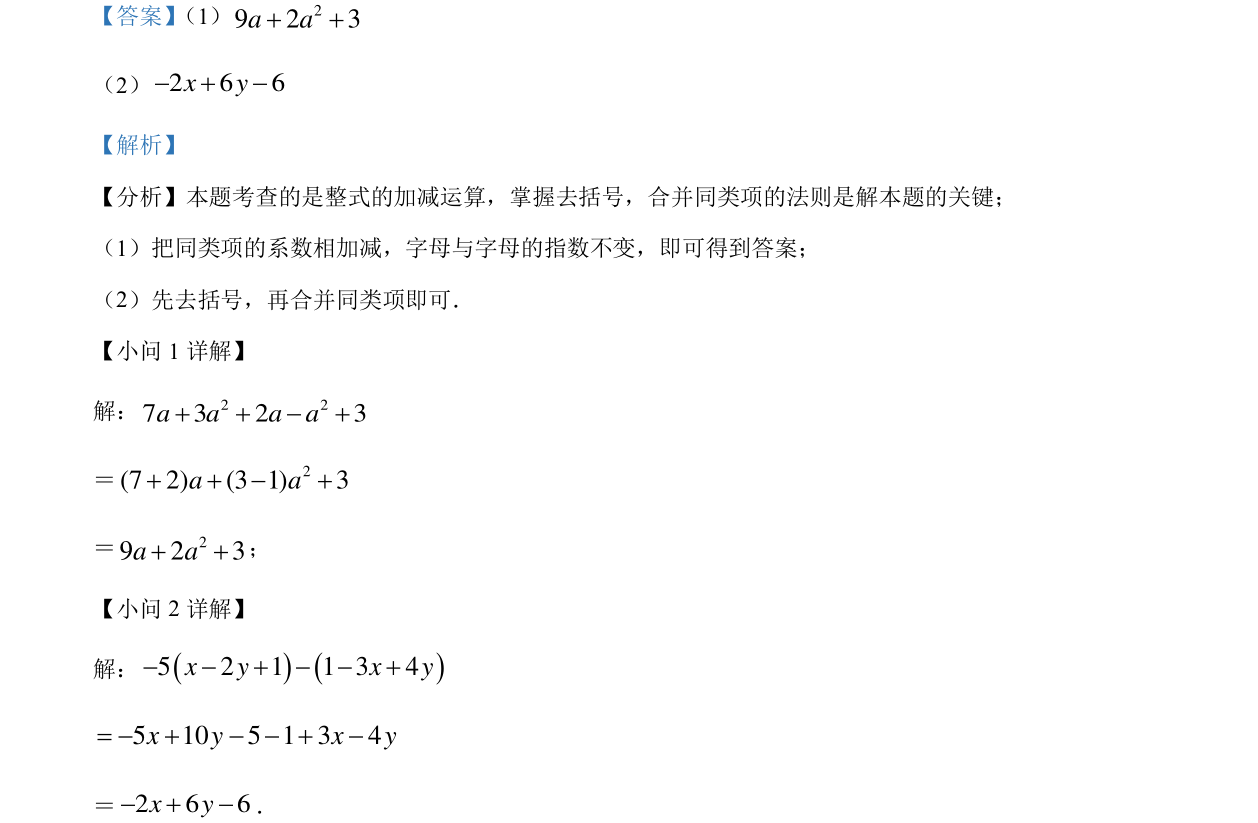 【答案】（1）9a+2a²+3
（2）−2x+6y−6
【解析】
【分析】本题考查的是整式的加减运算，掌握去括号，合并同类项的法则是解本题的关键；
（1）把同类项的系数相加减，字母与字母的指数不变，即可得到答案；
（2）先去括号，再合并同类项即可．
【小问 1 详解】
解：7a+3a²+2a−a²+3
＝(7+2)a+(3−1)a²+3
＝9a+2a²+3；
【小问 2 详解】
解：−5(x−2y+1)−(1−3x+4y)
=−5x+10y−5−1+3x−4y
＝−2x+6y−6．